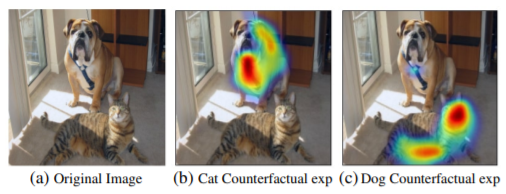 (a) Original Image
(b) Cat Counterfactual exp
(c) Dog Counterfactual exp